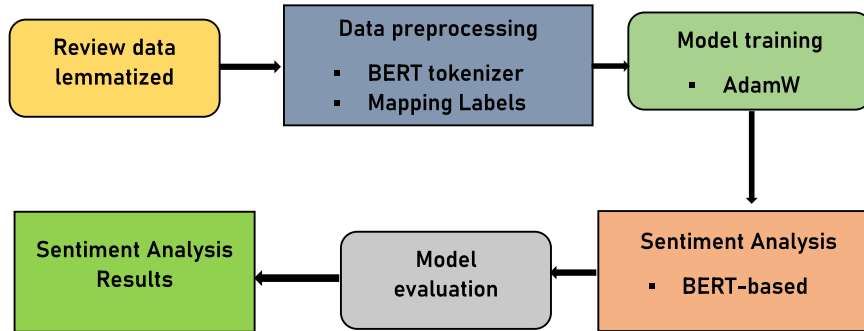 Review data
lemmatized
Data preprocessing
▪ BERT tokenizer
▪ Mapping Labels
Model training
▪ AdamW
Sentiment Analysis
▪ BERT-based
Model
evaluation
Sentiment Analysis
Results